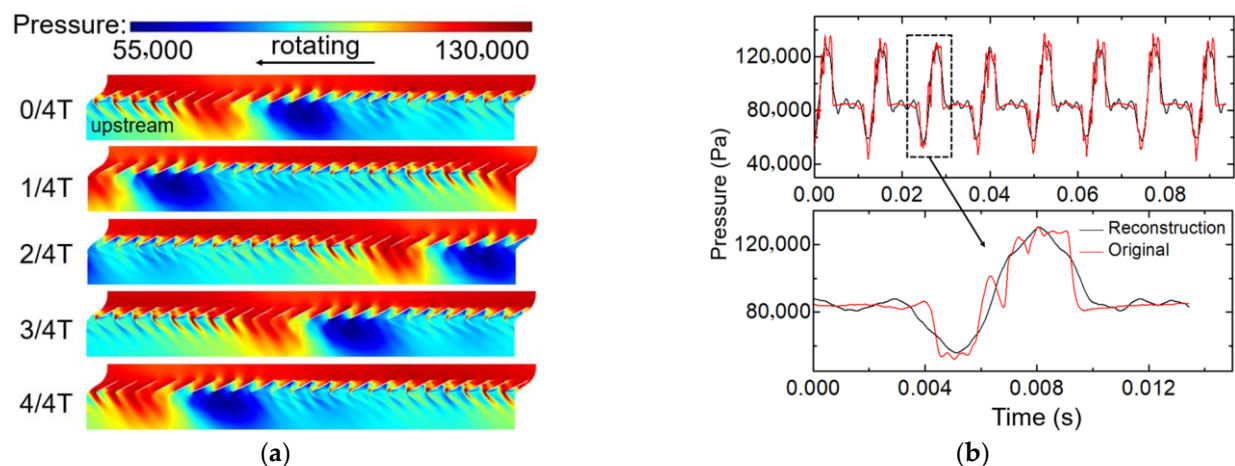 Pressure:
55,000 rotating 130,000
0/4T
upstream
1/4T
2/4T
3/4T
4/4T
(a)
Pressure (Pa)
120,000
80,000
40,000
0.00 0.02 0.04 0.06 0.08
120,000
80,000
Reconstruction
Original
0.000 0.004 0.008 0.012
Time (s)
(b)